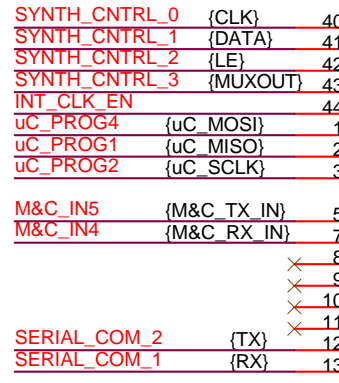 SYNTH_CNTRL_0 {CLK} 40
SYNTH_CNTRL_1 {DATA} 41
SYNTH_CNTRL_2 {LE} 42
SYNTH_CNTRL_3 {MUXOUT} 43
INT_CLK_EN 44
uC_PROG4 {uC_MOSI} 1
uC_PROG1 {uC_MISO} 2
uC_PROG2 {uC_SCLK} 3
M&C_IN5 {M&C_TX_IN} 5
M&C_IN4 {M&C_RX_IN} 7
8
9
10
11
SERIAL_COM_2 {TX} 12
SERIAL_COM_1 {RX} 13